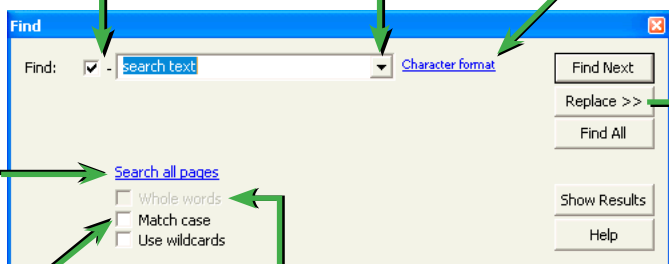 Find
Find: - search text Character format Find Next
Replace >>
Find All
Search all pages
Whole words
Show Results
Match case
Use wildcards
Help